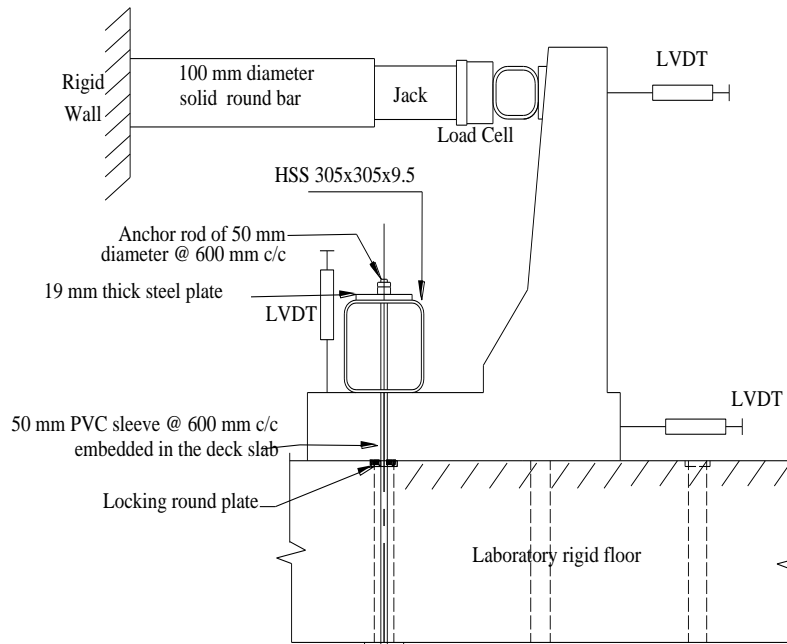 LVDT
Rigid
Wall
100 mm diameter
solid round bar
Jack
Load Cell
HSS 305x305x9.5
Anchor rod of 50 mm
diameter @ 600 mm c/c
19 mm thick steel plate
LVDT
LVDT
50 mm PVC sleeve @ 600 mm c/c
embedded in the deck slab
Locking round plate
Laboratory rigid floor